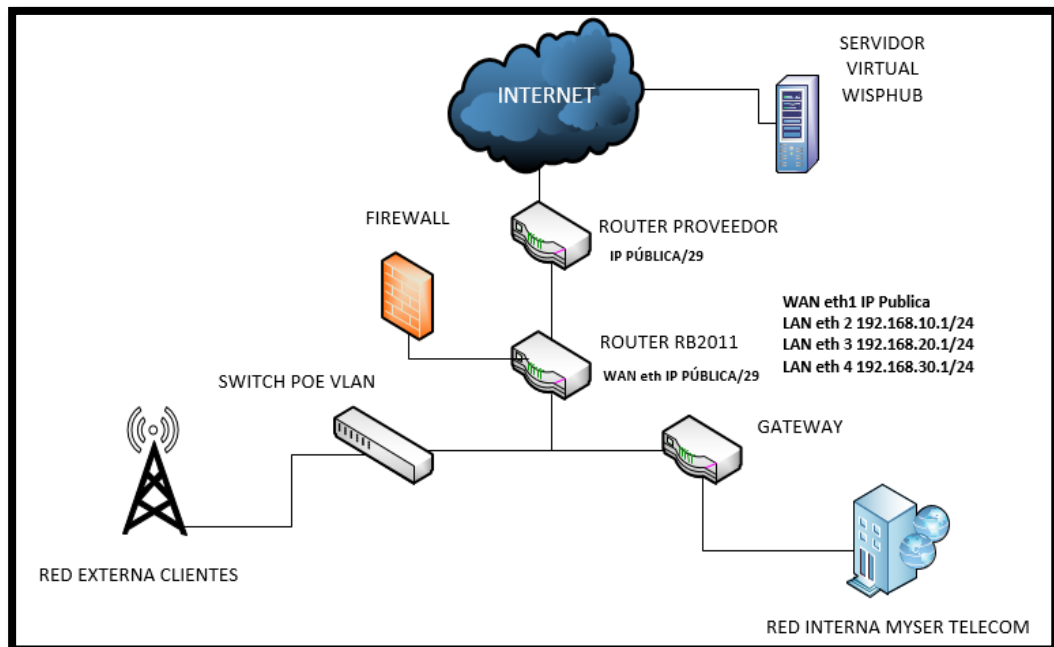 SERVIDOR
VIRTUAL
WISPHUB
INTERNET
FIREWALL
ROUTER PROVEEDOR
IP PÚBLICA/29
WAN eth1 IP Publica
LAN eth 2 192.168.10.1/24
LAN eth 3 192.168.20.1/24
LAN eth 4 192.168.30.1/24
ROUTER RB2011
WAN eth IP PÚBLICA/29
SWITCH POE VLAN
GATEWAY
RED EXTERNA CLIENTES
RED INTERNA MYSER TELECOM